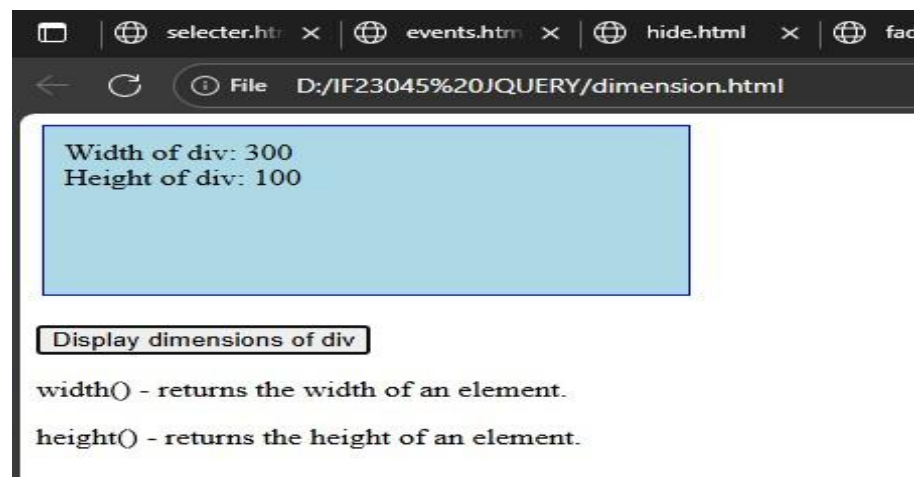 selecter.htm events.htm hide.html fac
File D:/IF23045%20JQUERY/dimension.html
Width of div: 300
Height of div: 100
Display dimensions of div
width() - returns the width of an element.
height() - returns the height of an element.